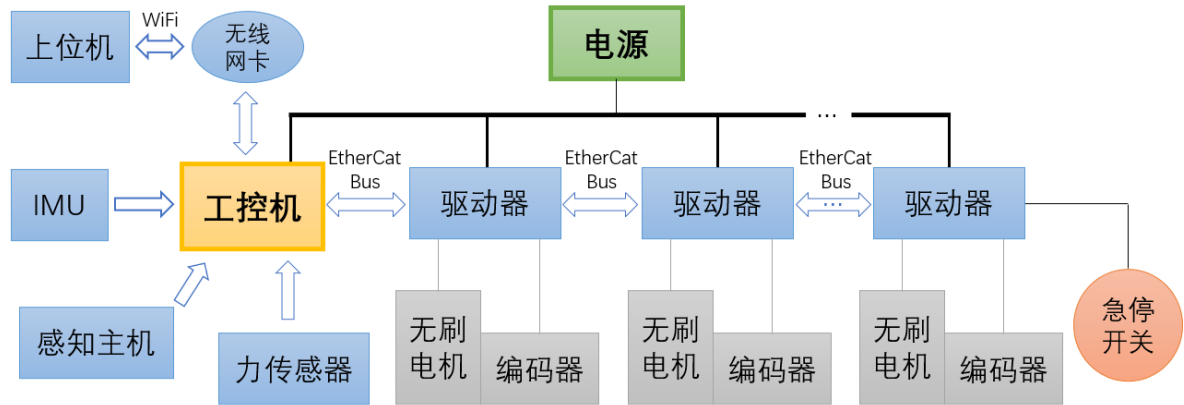 上位机
WiFi
无线
网卡
电源
...
IMU
工控机
EtherCat
Bus
驱动器
EtherCat
Bus
驱动器
EtherCat
Bus
...
驱动器
感知主机
力传感器
无刷
电机
编码器
无刷
电机
编码器
无刷
电机
编码器
急停
开关